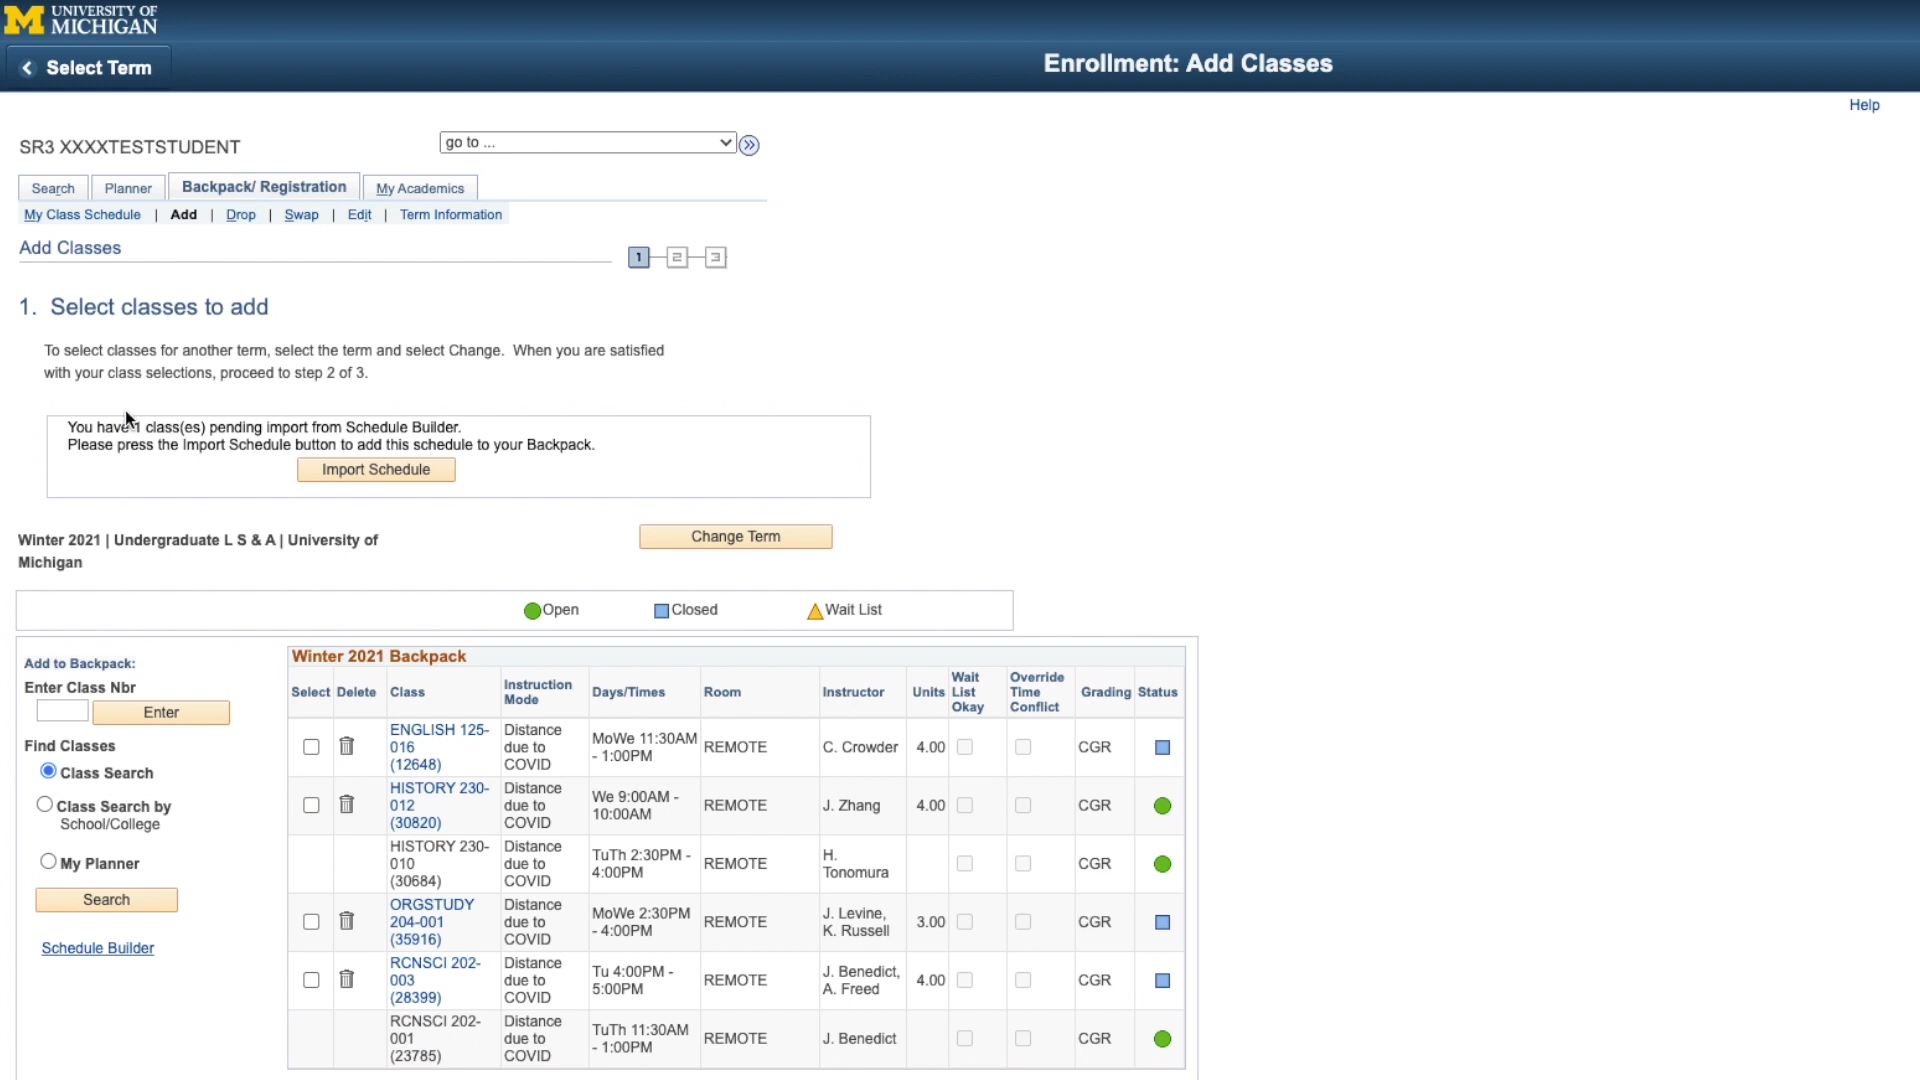 UNIVERSITY OF
MICHIGAN
Select Term
Enrollment: Add Classes
Help
SR3 XXXXTESTSTUDENT
go to ...
Search
Planner
Backpack/ Registration
My Academics
My Class Schedule | Add | Drop | Swap | Edit | Term Information
Add Classes
1 2 3
1. Select classes to add
To select classes for another term, select the term and select Change. When you are satisfied
with your class selections, proceed to step 2 of 3.
You have 1 class(es) pending import from Schedule Builder.
Please press the Import Schedule button to add this schedule to your Backpack.
Import Schedule
Winter 2021 | Undergraduate L S & A | University of
Michigan
Change Term
Open Closed Wait List
Add to Backpack:
Enter Class Nbr
Enter
Find Classes
Class Search
Class Search by
School/College
My Planner
Search
Schedule Builder
Winter 2021 Backpack
Select Delete Class Instruction Mode Days/Times Room Instructor Units Wait List Okay Override Time Conflict Grading Status
ENGLISH 125-
016
(12648)
Distance
due to
COVID
MoWe 11:30AM
- 1:00PM
REMOTE
C. Crowder
4.00
CGR
HISTORY 230-
012
(30820)
Distance
due to
COVID
We 9:00AM -
10:00AM
REMOTE
J. Zhang
4.00
CGR
HISTORY 230-
010
(30684)
Distance
due to
COVID
TuTh 2:30PM -
4:00PM
REMOTE
H.
Tonomura
CGR
ORGSTUDY
204-001
(35916)
Distance
due to
COVID
MoWe 2:30PM
- 4:00PM
REMOTE
J. Levine,
K. Russell
3.00
CGR
RCNSCI 202-
003
(28399)
Distance
due to
COVID
Tu 4:00PM -
5:00PM
REMOTE
J. Benedict,
A. Freed
4.00
CGR
RCNSCI 202-
001
(23785)
Distance
due to
COVID
TuTh 11:30AM
- 1:00PM
REMOTE
J. Benedict
CGR